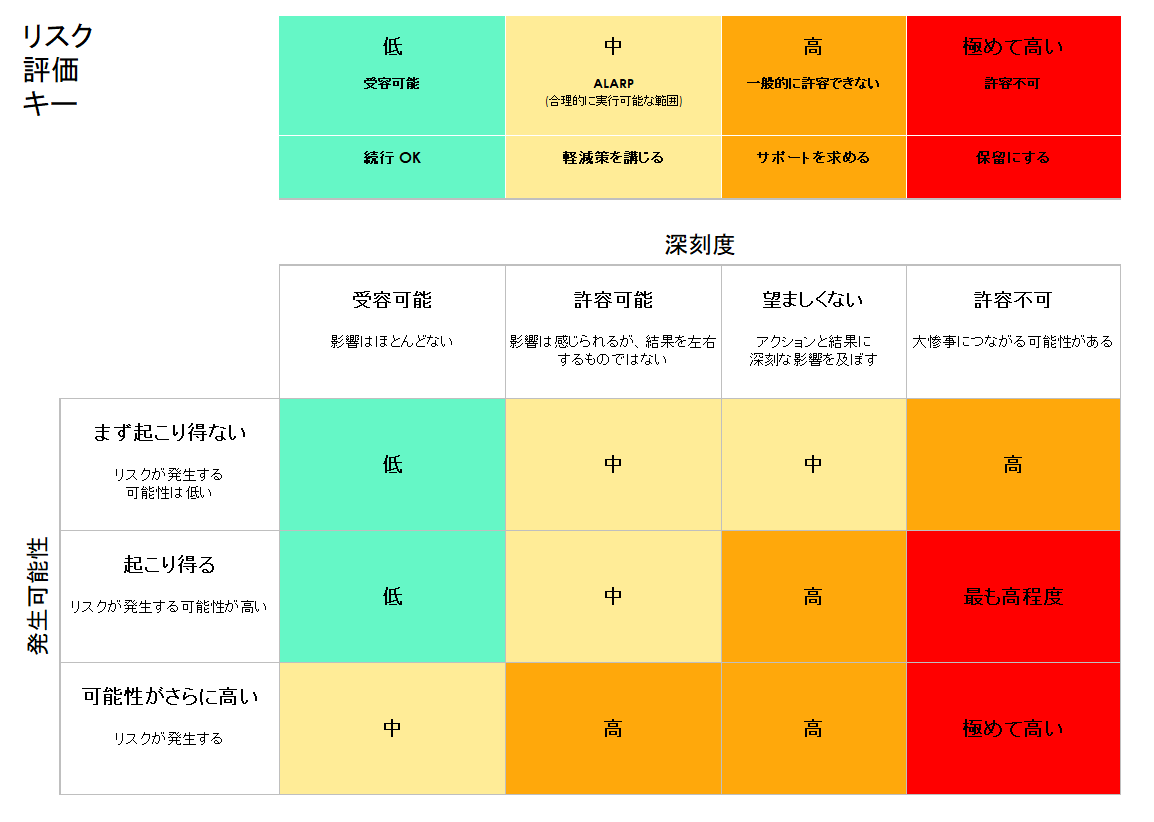 リスク
評価
キー
低
受容可能
続行 OK
中
ALARP
(合理的に実行可能な範囲)
軽減策を講じる
高
一般的に許容できない
サポートを求める
極めて高い
許容不可
保留にする
深刻度
受容可能
影響はほとんどない
許容可能
影響は感じられるが、結果を左右
するものではない
望ましくない
アクションと結果に
深刻な影響を及ぼす
許容不可
大惨事につながる可能性がある
発生可能性
まず起こり得ない
リスクが発生する
可能性は低い
低
中
中
高
起こり得る
リスクが発生する可能性が高い
低
中
高
最も高程度
可能性がさらに高い
リスクが発生する
中
高
高
極めて高い